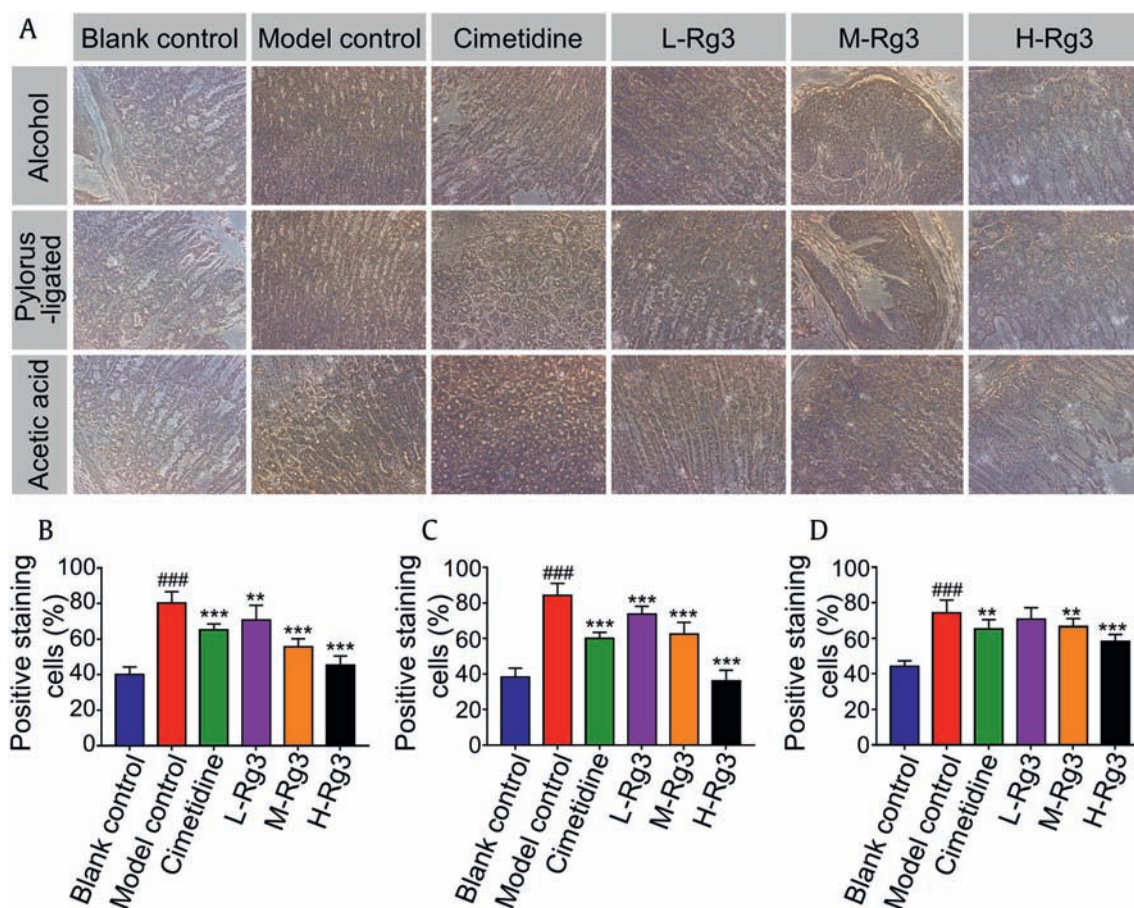 A
Blank control
Model control
Cimetidine
L-Rg3
M-Rg3
H-Rg3
Alcohol
Pylorus
-ligated
Acetic acid
B
Positive staining
cells (%)
100
80
60
40
20
0
###
***
**
***
***
Blank control
Model control
Cimetidine
L-Rg3
M-Rg3
H-Rg3
C
Positive staining
cells (%)
100
80
60
40
20
0
###
***
***
***
***
Blank control
Model control
Cimetidine
L-Rg3
M-Rg3
H-Rg3
D
Positive staining
cells (%)
100
80
60
40
20
0
###
**
**
***
Blank control
Model control
Cimetidine
L-Rg3
M-Rg3
H-Rg3